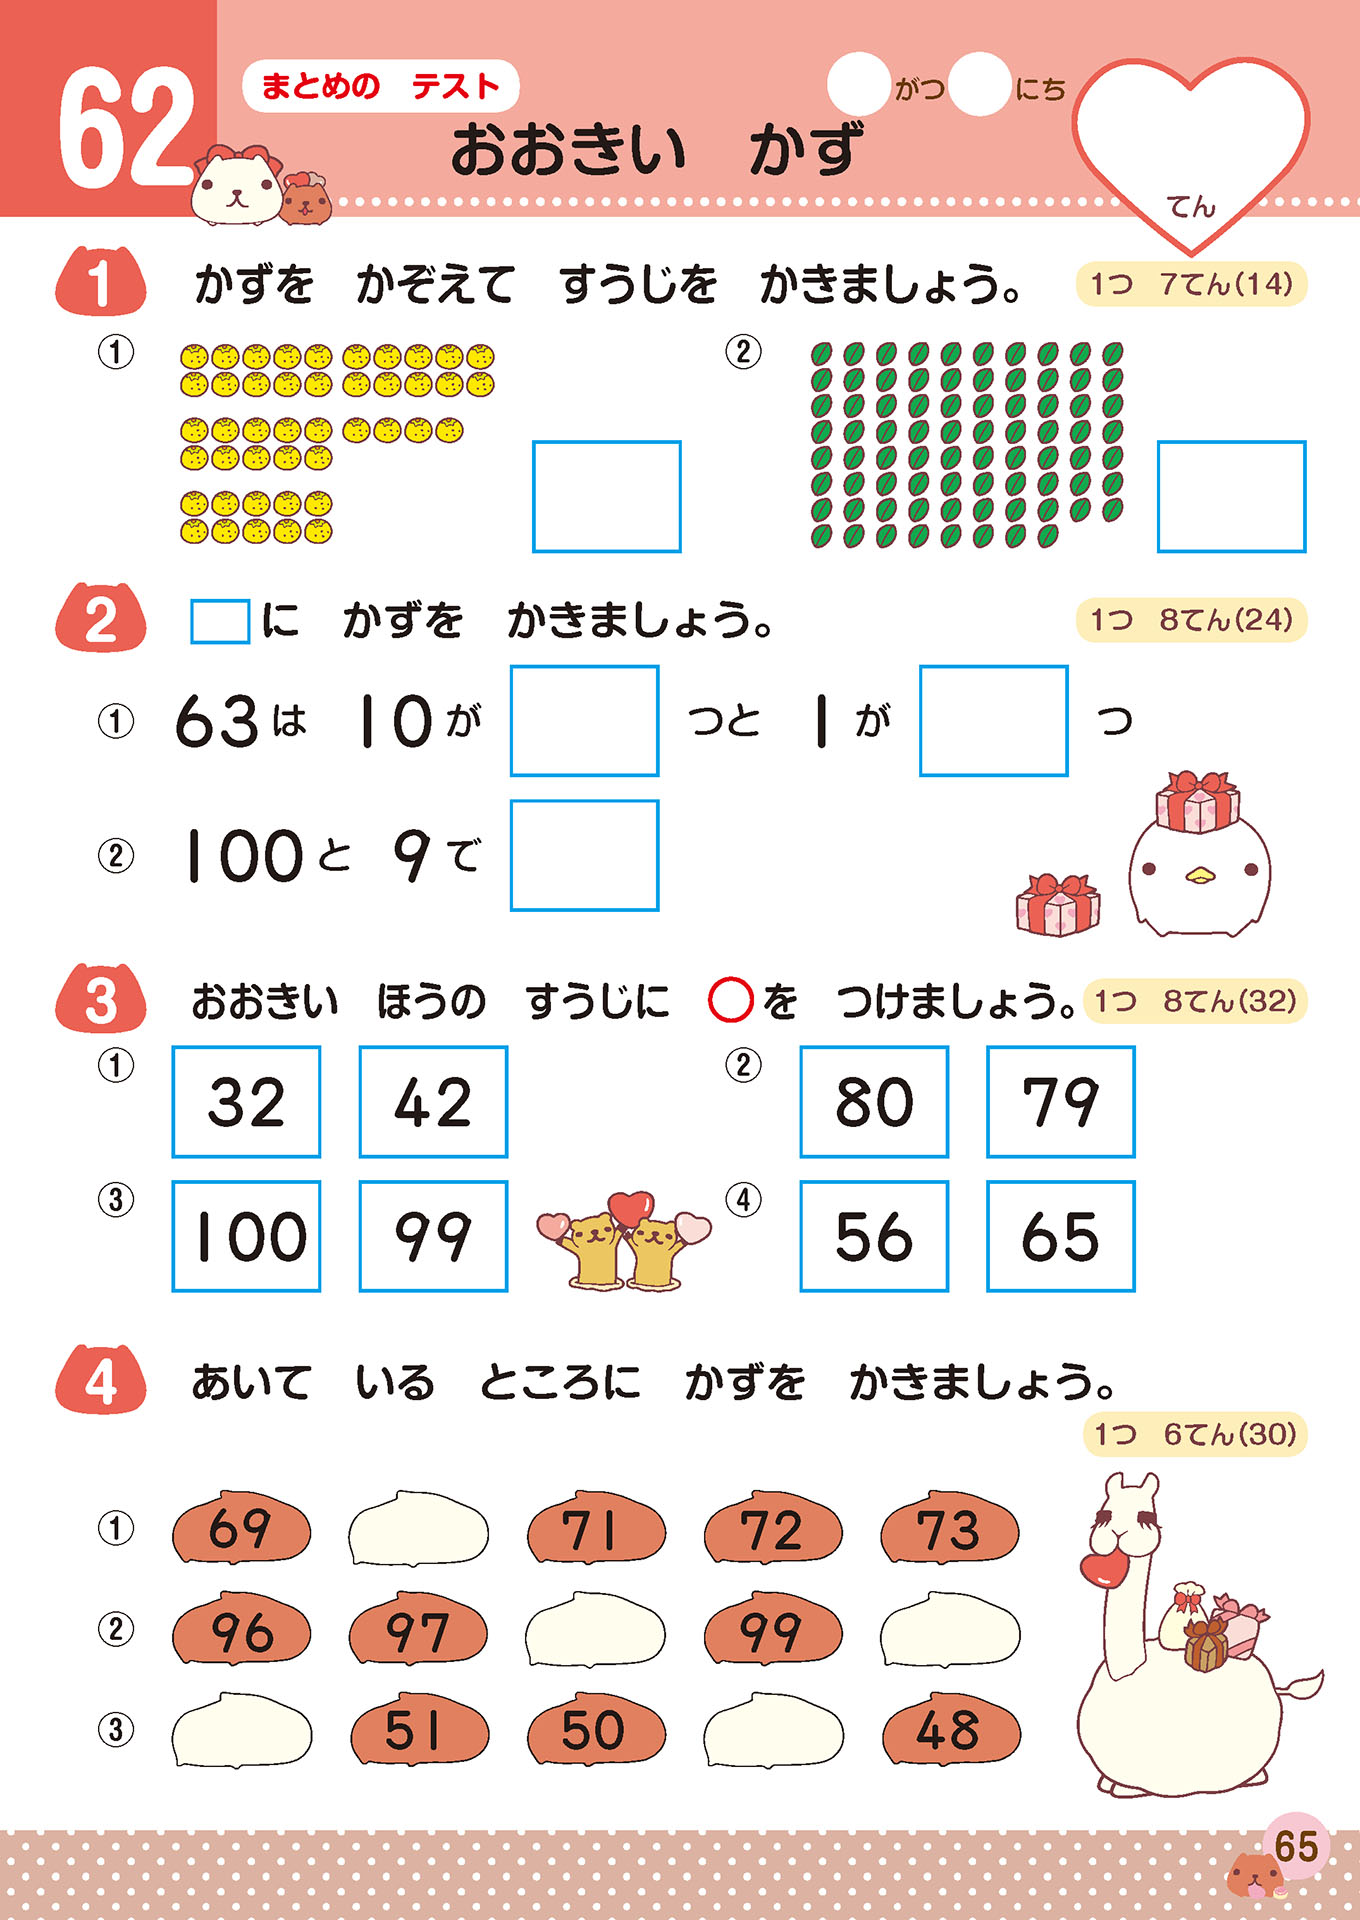 62
まとめの テスト
がつ にち
おおきい かず
てん
1 かずを かぞえて すうじを かきましょう。 1つ 7てん(14)
① ②
2 □に かずを かきましょう。 1つ 8てん(24)
① 63は 10が つと 1が つ
② 100と 9で
3 おおきい ほうの すうじに ○を つけましょう。 1つ 8てん(32)
① 32 42 ② 80 79
③ 100 99 ④ 56 65
4 あいて いる ところに かずを かきましょう。
1つ 6てん(30)
① 69 71 72 73
② 96 97 99
③ 51 50 48
65